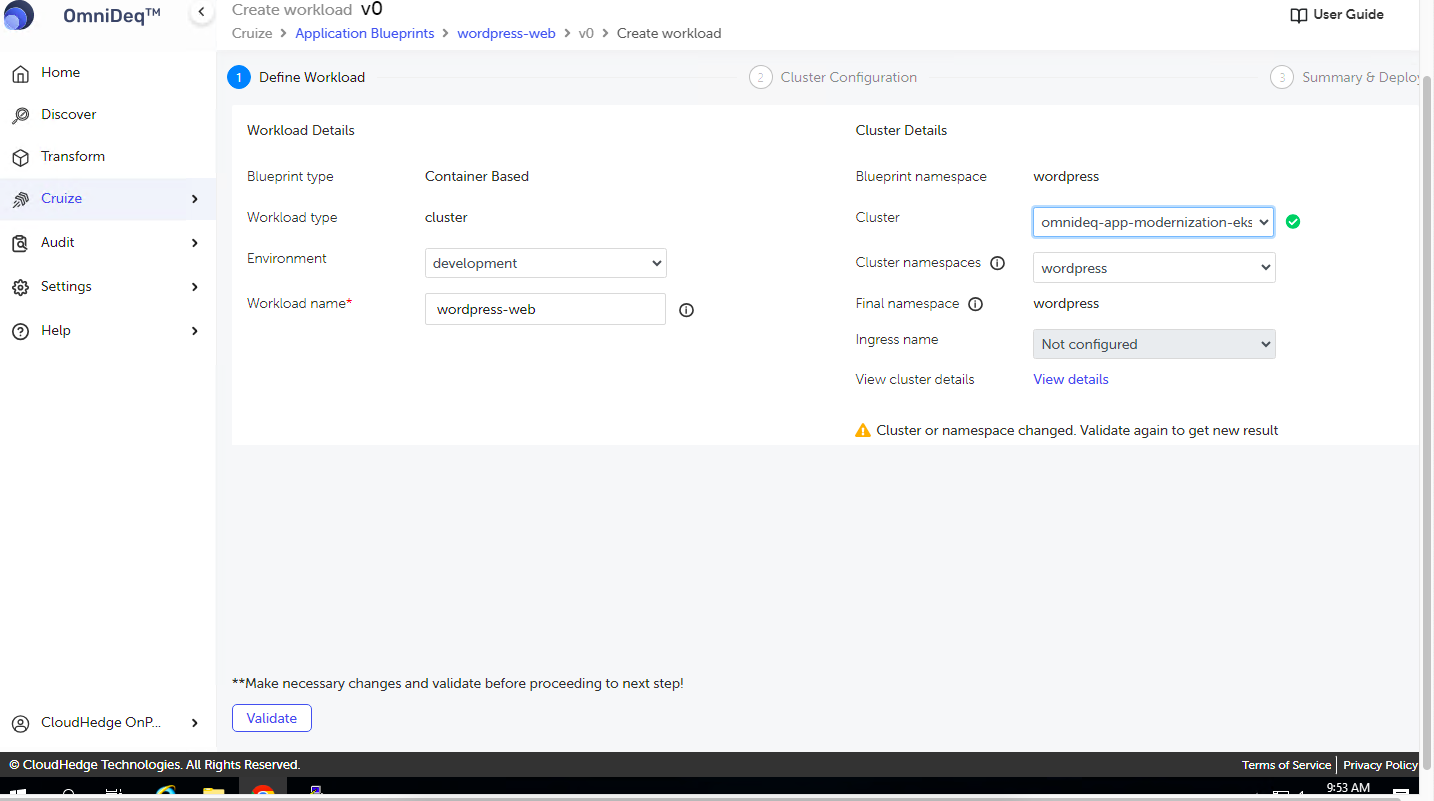 OmniDeq™
Create workload v0
User Guide
Cruize > Application Blueprints > wordpress-web > v0 > Create workload
Home
Discover
Transform
Cruize
Audit
Settings
Help
CloudHedge OnP...
1 Define Workload
2 Cluster Configuration
3 Summary & Deploy
Workload Details
Blueprint type Container Based
Workload type cluster
Environment development
Workload name* wordpress-web
Cluster Details
Blueprint namespace wordpress
Cluster omnideq-app-modernization-eks
Cluster namespaces wordpress
Final namespace wordpress
Ingress name Not configured
View cluster details View details
Cluster or namespace changed. Validate again to get new result
**Make necessary changes and validate before proceeding to next step!
Validate
© CloudHedge Technologies. All Rights Reserved.
Terms of Service | Privacy Policy
9:53 AM